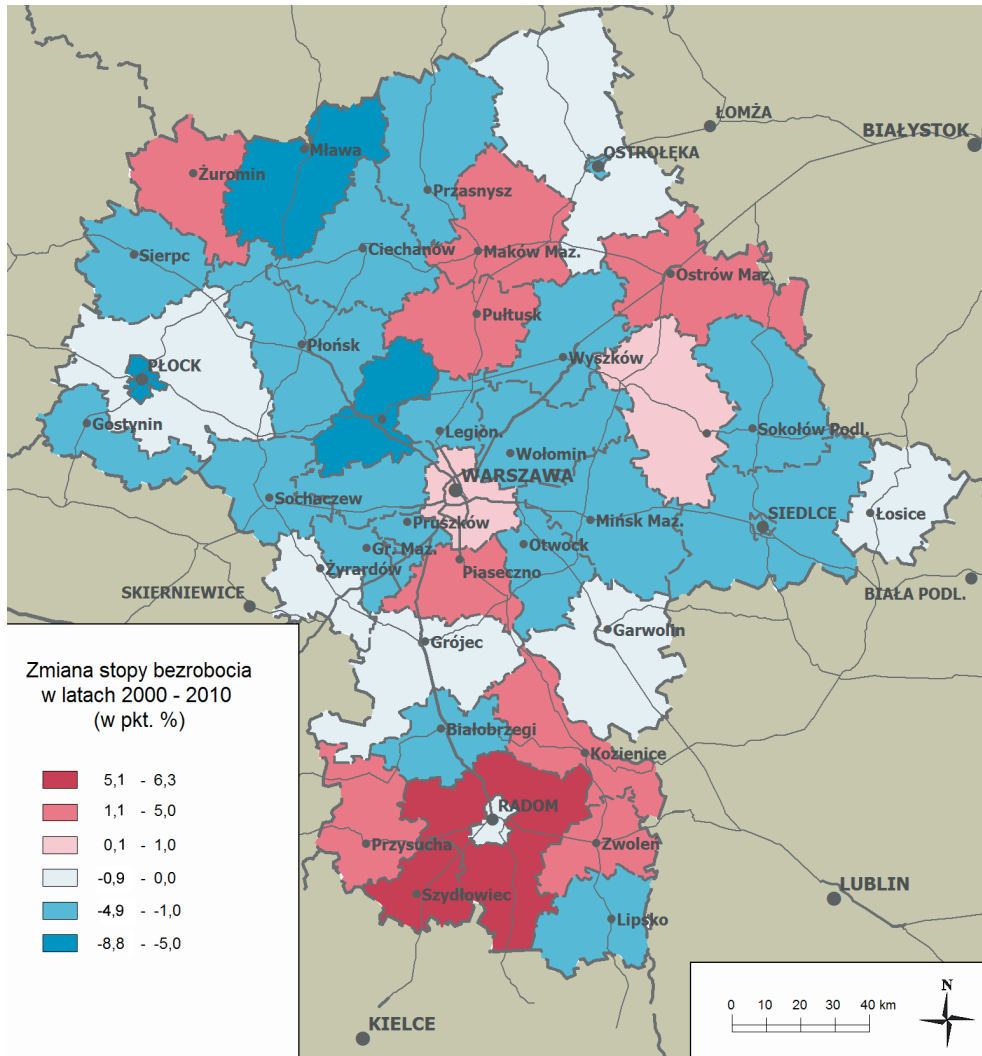 ŁOMŻA
BIAŁYSTOK
Mława
OSTROŁĘKA
Żuromin
Przasnysz
Sierpc
Ciechanów
Maków Maz.
Ostrów Maz.
Pułtusk
Płońsk
Wyszków
PŁOCK
Gostynin
Legion.
Sokołów Podl.
Wołomin
WARSZAWA
Sochaczew
Pruszków
Mińsk Maz.
SIEDLCE
Łosice
Gr. Maz.
Otwock
Żyrardów
Piaseczno
SKIERNIEWICE
BIAŁA PODL.
Garwolin
Grójec
Zmiana stopy bezrobocia
w latach 2000 - 2010
(w pkt. %)
Białobrzegi
Kozienice
5,1 - 6,3
1,1 - 5,0
0,1 - 1,0
-0,9 - 0,0
-4,9 - -1,0
-8,8 - -5,0
RADOM
Przysucha
Zwoleń
Szydłowiec
LUBLIN
Lipsko
KIELCE
N
0 10 20 30 40 km